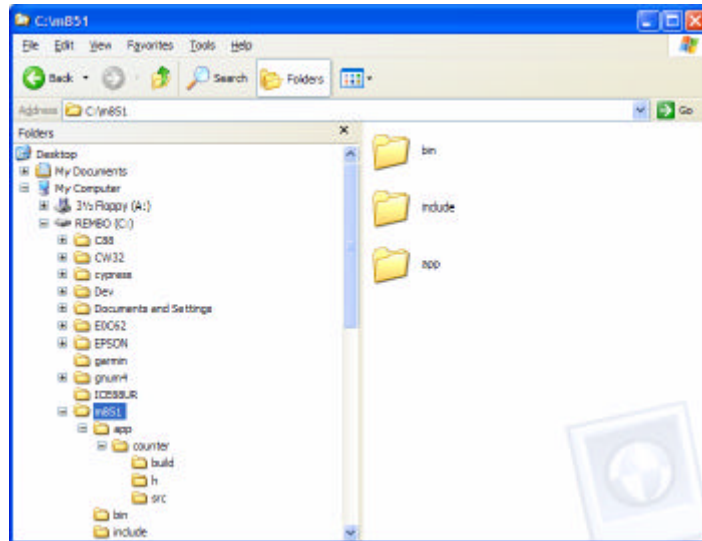 C:\m851
File Edit View Favorites Tools Help
Back Search Folders
Address C:\m851 Go
Folders
Desktop
My Documents
My Computer
3½ Floppy (A:)
REMBO (C:)
C88
CW32
cypress
Dev
Documents and Settings
E0C62
EPSON
garmin
gnum4
ICE88UR
m851
app
counter
build
h
src
bin
include
bin
include
app